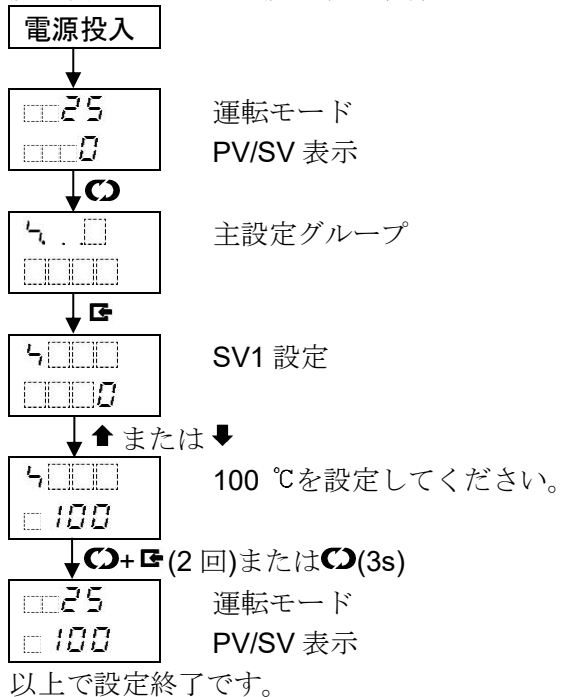 電源投入
25
運転モード
0
PV/SV 表示
主設定グループ
SV1 設定
0
または
100 ℃を設定してください。
100
+ (2 回)または (3s)
25
運転モード
100
PV/SV 表示
以上で設定終了です。